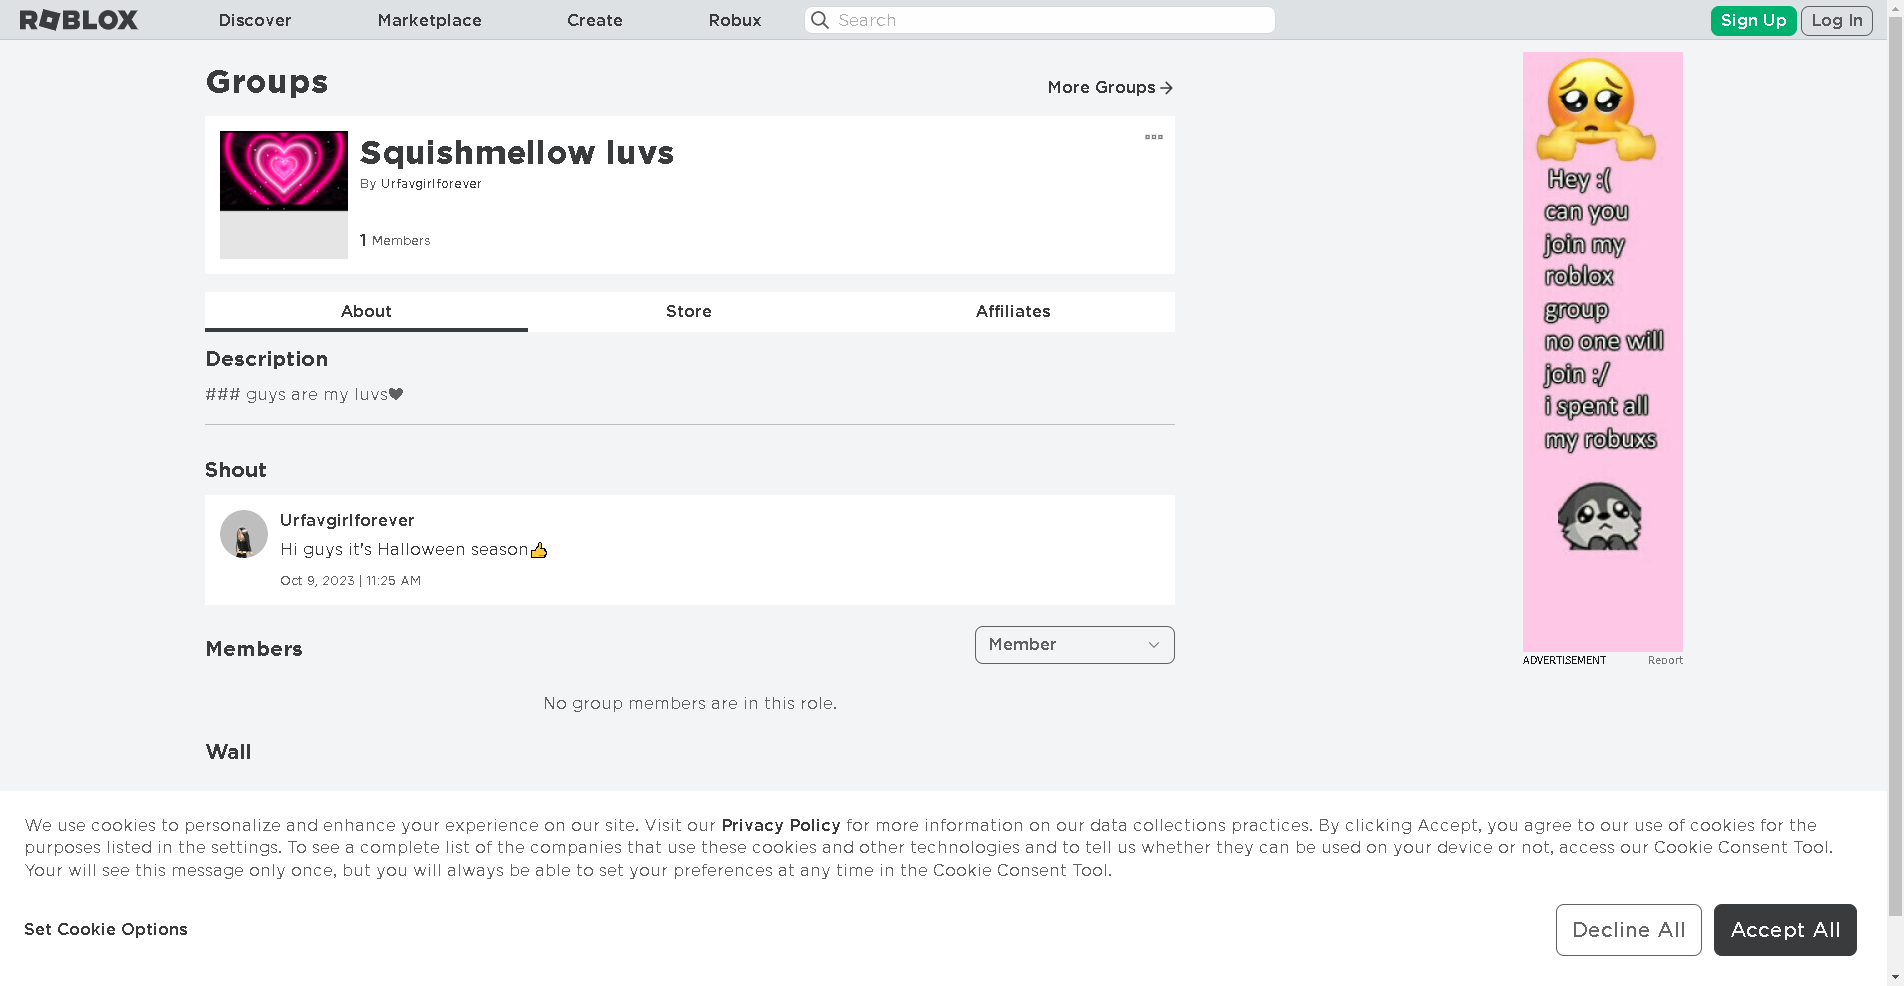 ROBLOX
Discover
Marketplace
Create
Robux
Search
Sign Up
Log In
Groups
More Groups
Squishmellow luvs
By Urfavgirlforever
1 Members
About
Store
Affiliates
Description
### guys are my luvs
Shout
Urfavgirlforever
Hi guys it's Halloween season
Oct 9, 2023 | 11:25 AM
Members
Member
No group members are in this role.
Wall
Hey :(
can you
join my
roblox
group
no one will
join :/
i spent all
my robuxs
ADVERTISEMENT
Report
We use cookies to personalize and enhance your experience on our site. Visit our Privacy Policy for more information on our data collections practices. By clicking Accept, you agree to our use of cookies for the
purposes listed in the settings. To see a complete list of the companies that use these cookies and other technologies and to tell us whether they can be used on your device or not, access our Cookie Consent Tool.
Your will see this message only once, but you will always be able to set your preferences at any time in the Cookie Consent Tool.
Set Cookie Options
Decline All
Accept All